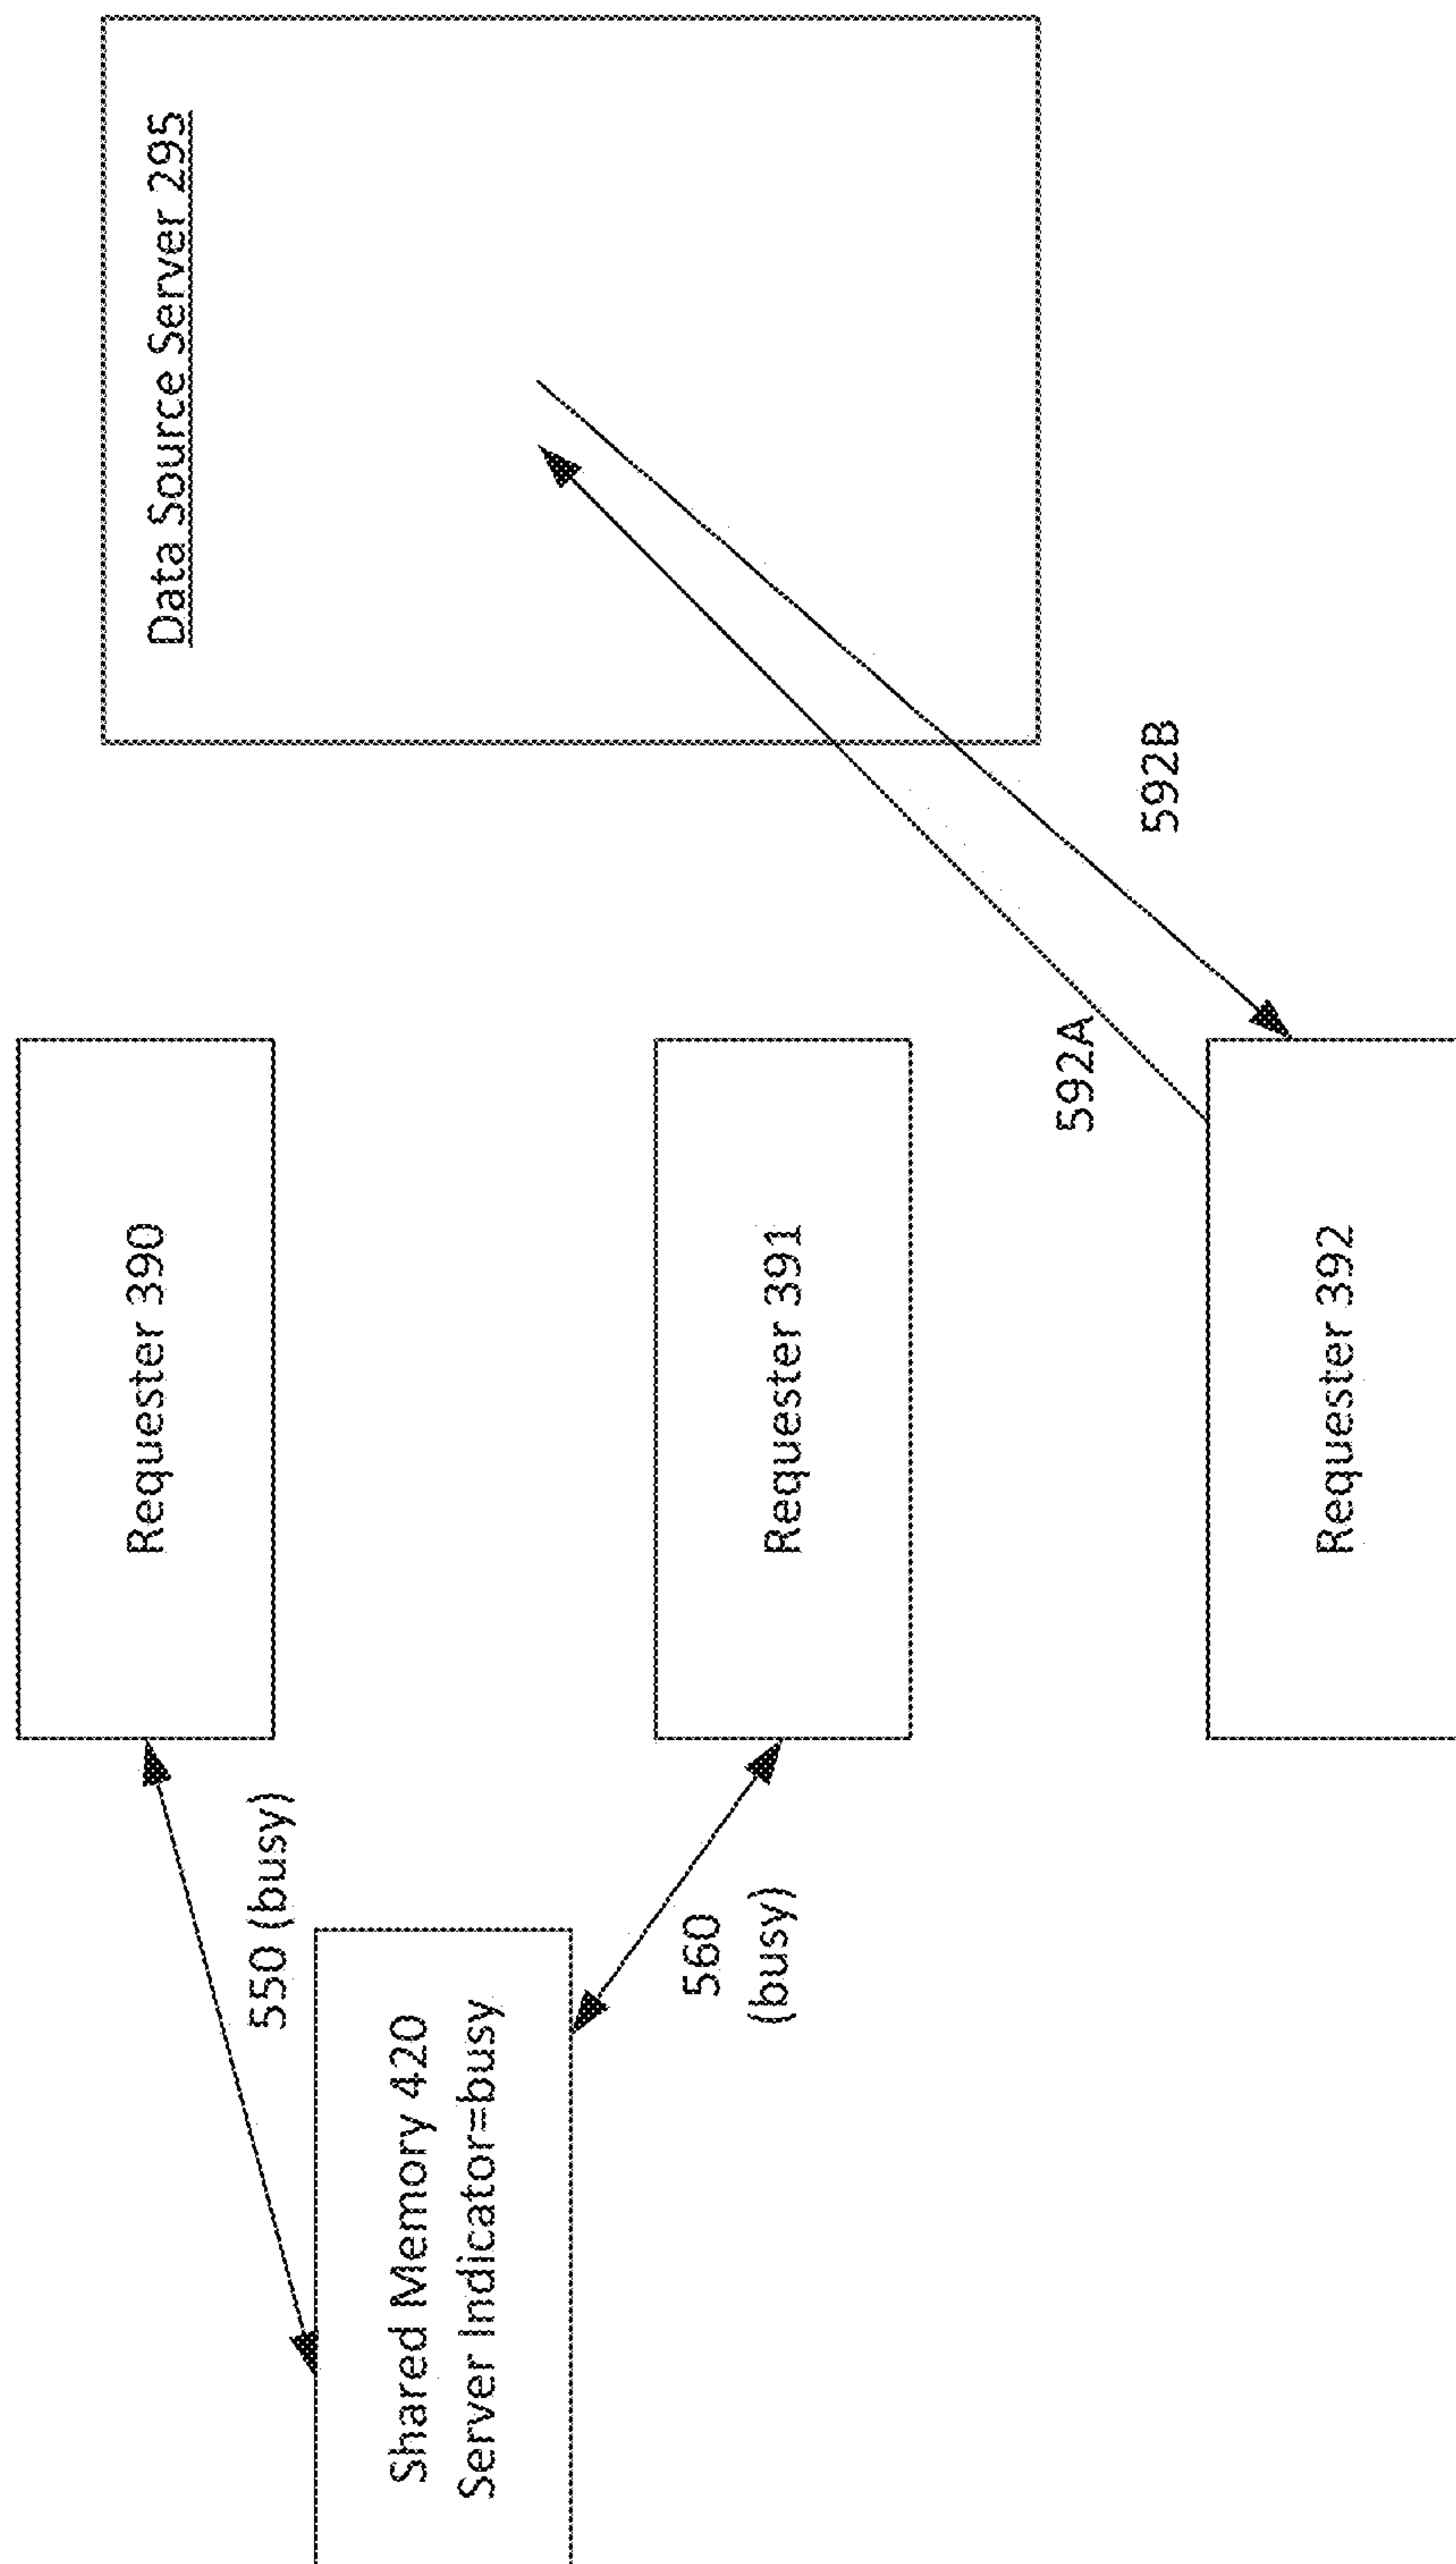 Data Source Server 295
Requester 390
550 (busy)
Shared Memory 420
Server Indicator=busy
560
(busy)
Requester 391
592A
592B
Requester 392